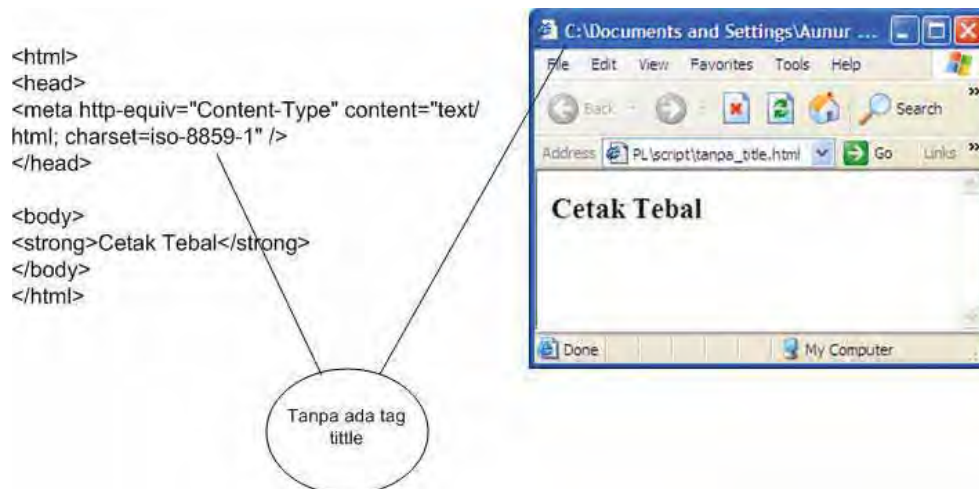 <html>
<head>
<meta http-equiv="Content-Type" content="text/
html; charset=iso-8859-1" />
</head>
<body>
<strong>Cetak Tebal</strong>
</body>
</html>
Tanpa ada tag
tittle
C:\Documents and Settings\Aunur ...
File Edit View Favorites Tools Help
Back Search
Address PL\script\tanpa_title.html Go Links
Cetak Tebal
Done My Computer